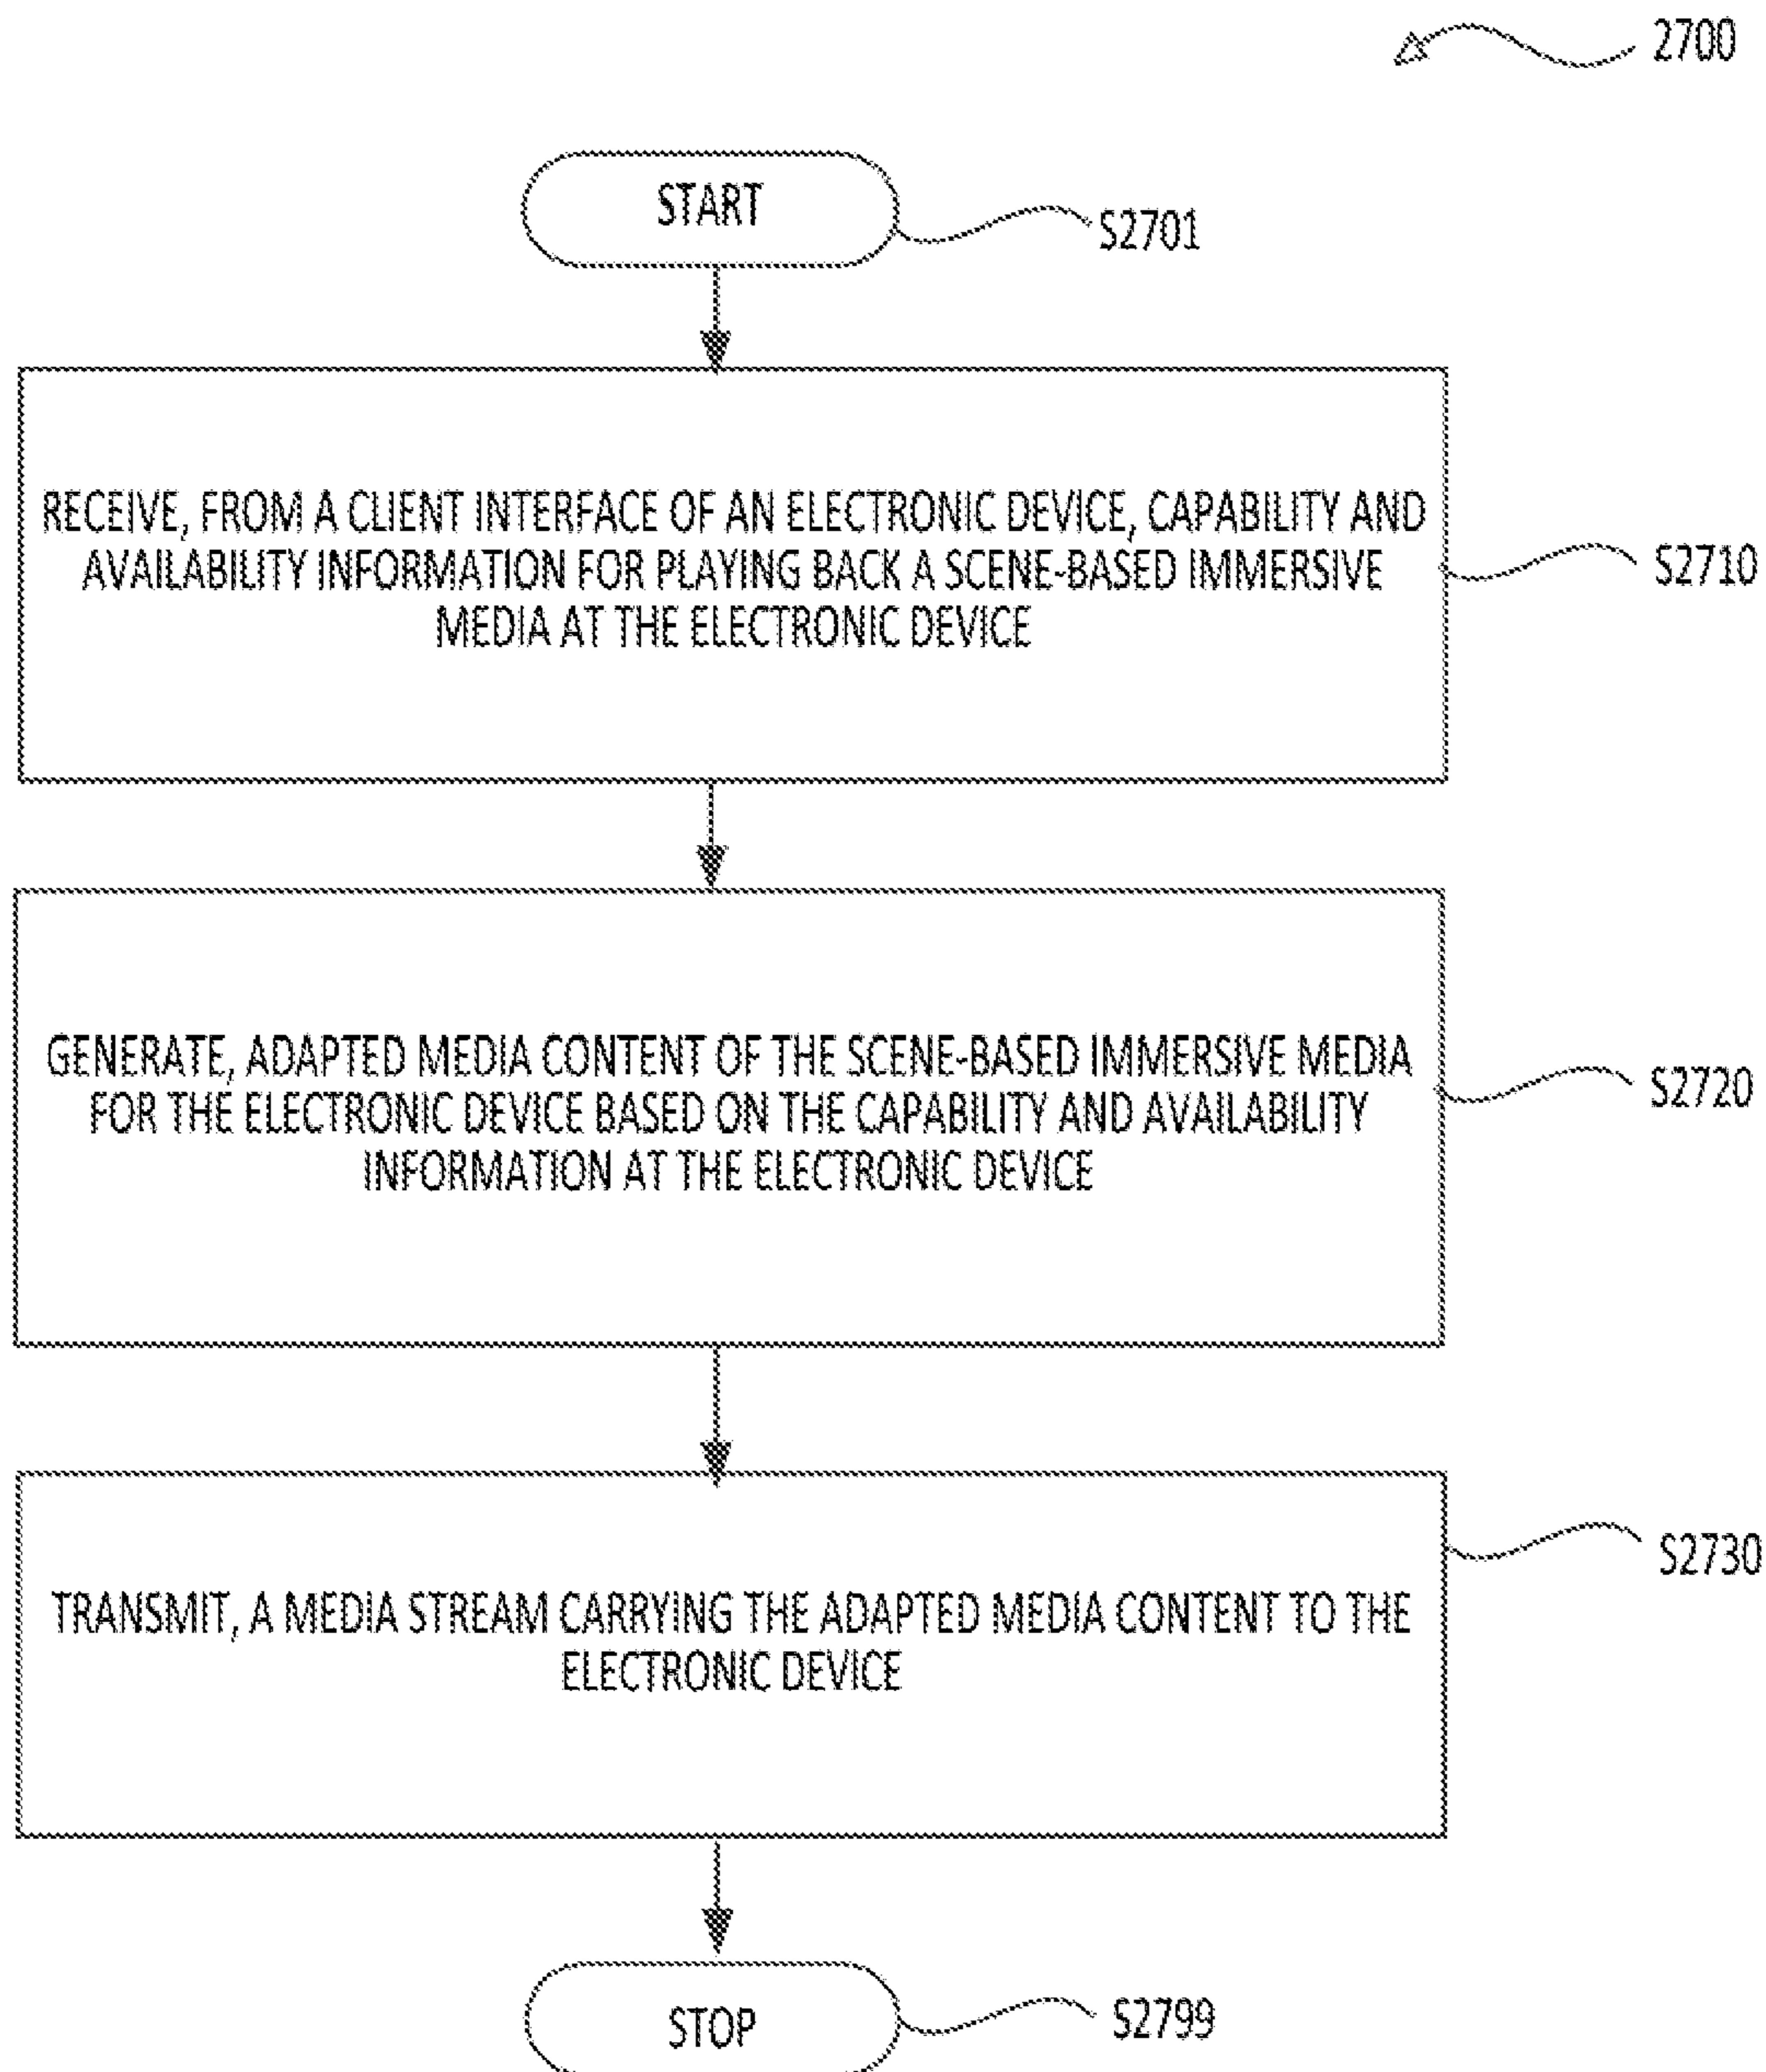 2700
START
S2701
RECEIVE, FROM A CLIENT INTERFACE OF AN ELECTRONIC DEVICE, CAPABILITY AND
AVAILABILITY INFORMATION FOR PLAYING BACK A SCENE-BASED IMMERSIVE
MEDIA AT THE ELECTRONIC DEVICE
S2710
GENERATE, ADAPTED MEDIA CONTENT OF THE SCENE-BASED IMMERSIVE MEDIA
FOR THE ELECTRONIC DEVICE BASED ON THE CAPABILITY AND AVAILABILITY
INFORMATION AT THE ELECTRONIC DEVICE
S2720
TRANSMIT, A MEDIA STREAM CARRYING THE ADAPTED MEDIA CONTENT TO THE
ELECTRONIC DEVICE
S2730
STOP
S2799